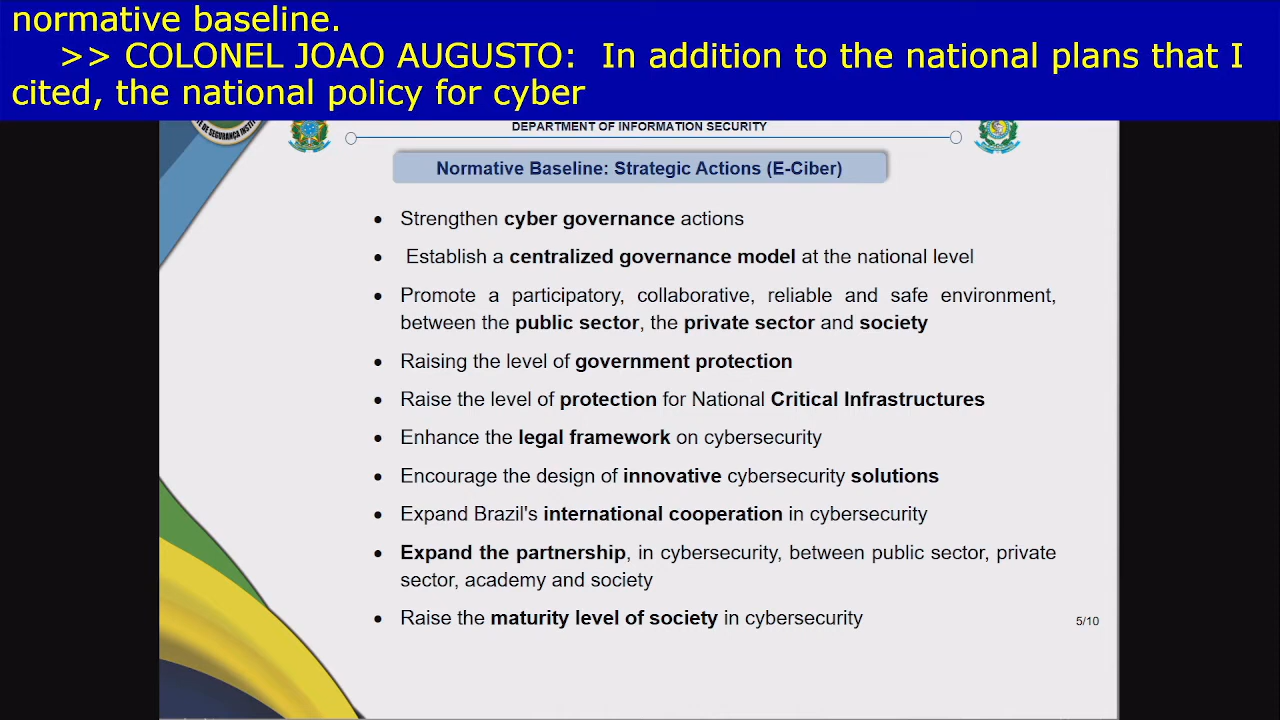 normative baseline.
>> COLONEL JOAO AUGUSTO: In addition to the national plans that I
cited, the national policy for cyber
DE SEGURANÇA INSTIT
DEPARTMENT OF INFORMATION SECURITY
Normative Baseline: Strategic Actions (E-Ciber)
• Strengthen cyber governance actions
• Establish a centralized governance model at the national level
• Promote a participatory, collaborative, reliable and safe environment,
between the public sector, the private sector and society
• Raising the level of government protection
• Raise the level of protection for National Critical Infrastructures
• Enhance the legal framework on cybersecurity
• Encourage the design of innovative cybersecurity solutions
• Expand Brazil's international cooperation in cybersecurity
• Expand the partnership, in cybersecurity, between public sector, private
sector, academy and society
• Raise the maturity level of society in cybersecurity
5/10